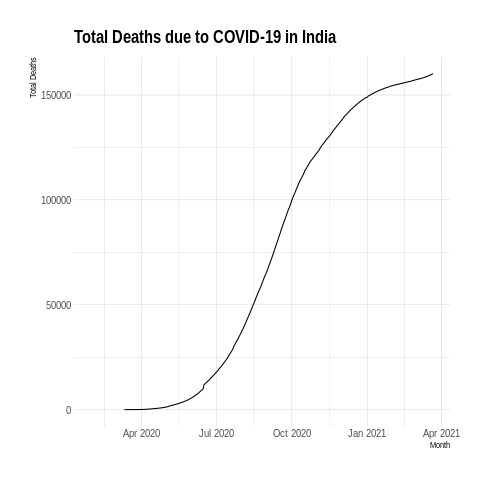 Total Deaths due to COVID-19 in India
Total Deaths
150000
100000
50000
0
Apr 2020 Jul 2020 Oct 2020 Jan 2021 Apr 2021
Month